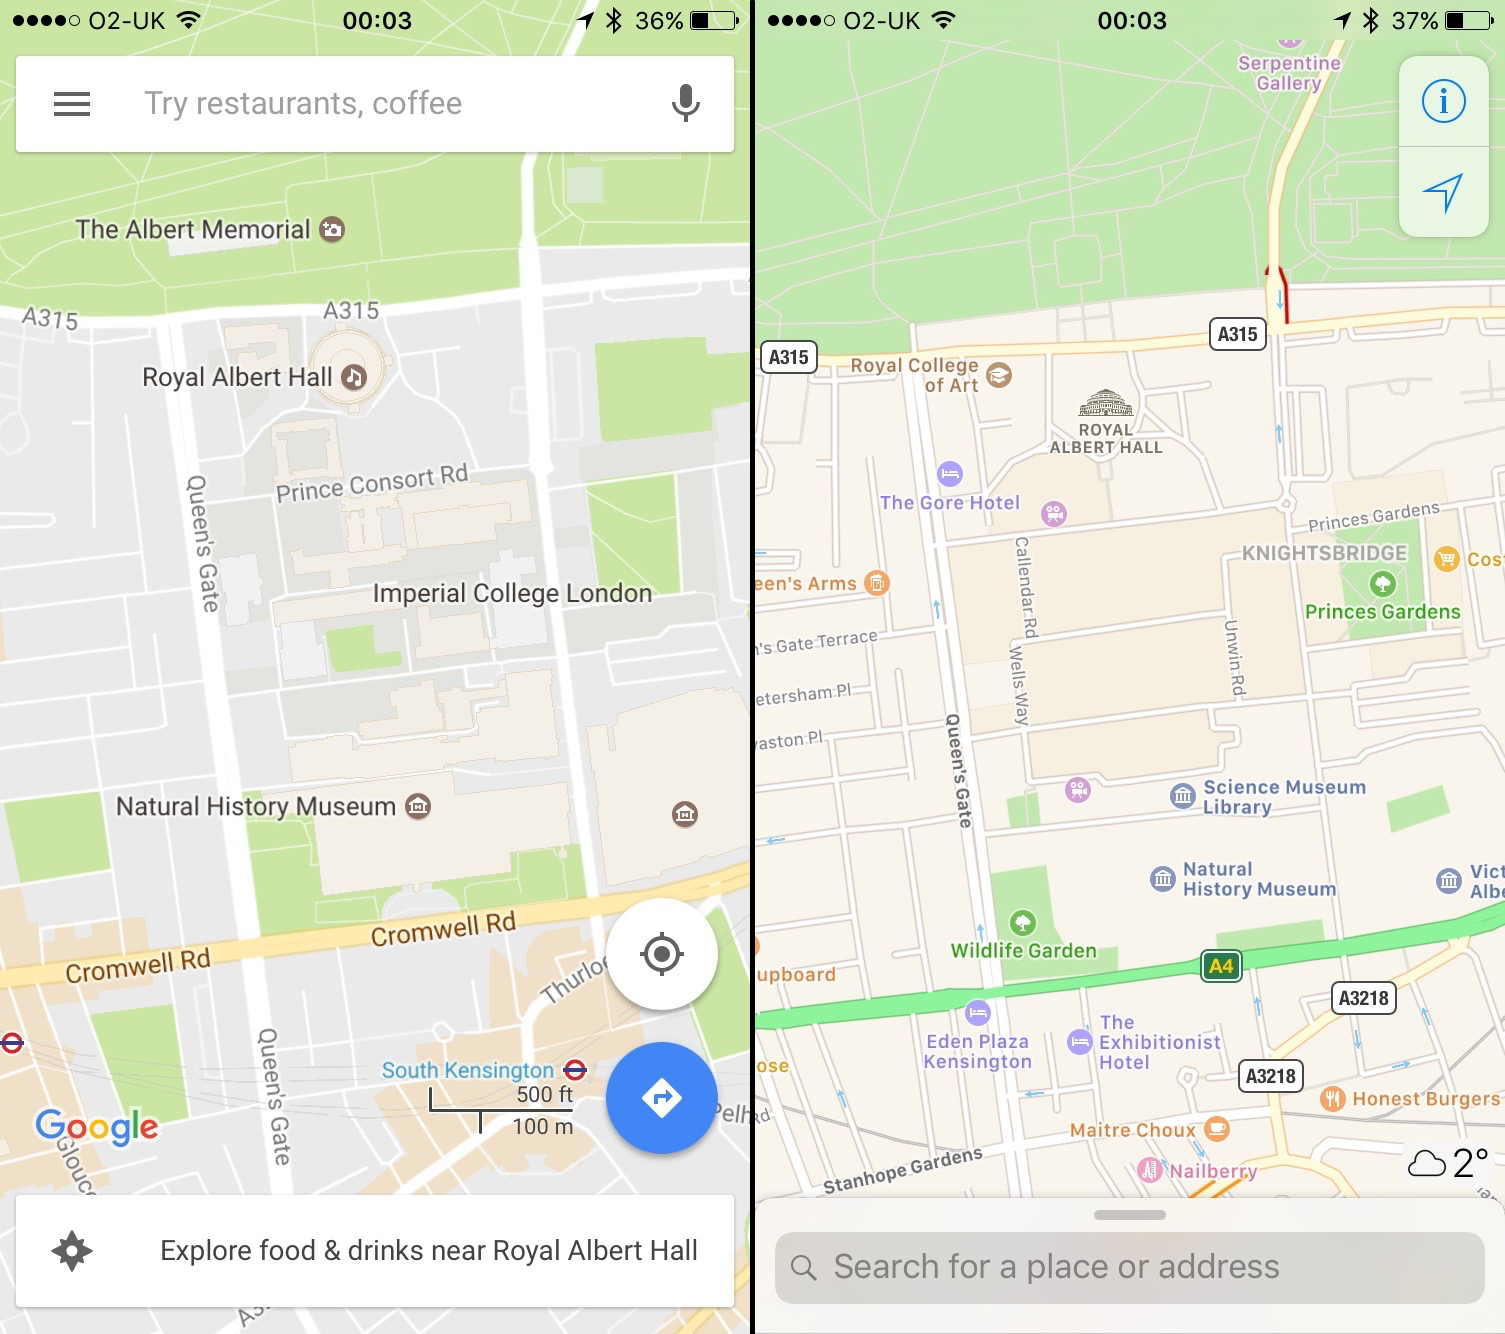 O2-UK
00:03
36%
Try restaurants, coffee
The Albert Memorial
A315
A315
Royal Albert Hall
Prince Consort Rd
Queen's Gate
Imperial College London
Natural History Museum
Cromwell Rd
Cromwell Rd
Thurloe
Queen's Gate
South Kensington
500 ft
100 m
Google
Explore food & drinks near Royal Albert Hall
O2-UK
00:03
37%
Serpentine
Gallery
A315
A315
Royal College
of Art
ROYAL
ALBERT HALL
The Gore Hotel
Princes Gardens
KNIGHTSBRIDGE
Cos
Callendar Rd
een's Arms
Princes Gardens
n's Gate Terrace
Unwin Rd
Wells Way
etersham Pl
aston Pl
Queen's Gate
Science Museum
Library
Natural
History Museum
Vict
Albe
Wildlife Garden
upboard
A4
A3218
Eden Plaza
Kensington
The
Exhibitionist
Hotel
ose
A3218
Honest Burgers
Rd
Maitre Choux
Stanhope Gardens
Nailberry
2°
Search for a place or address